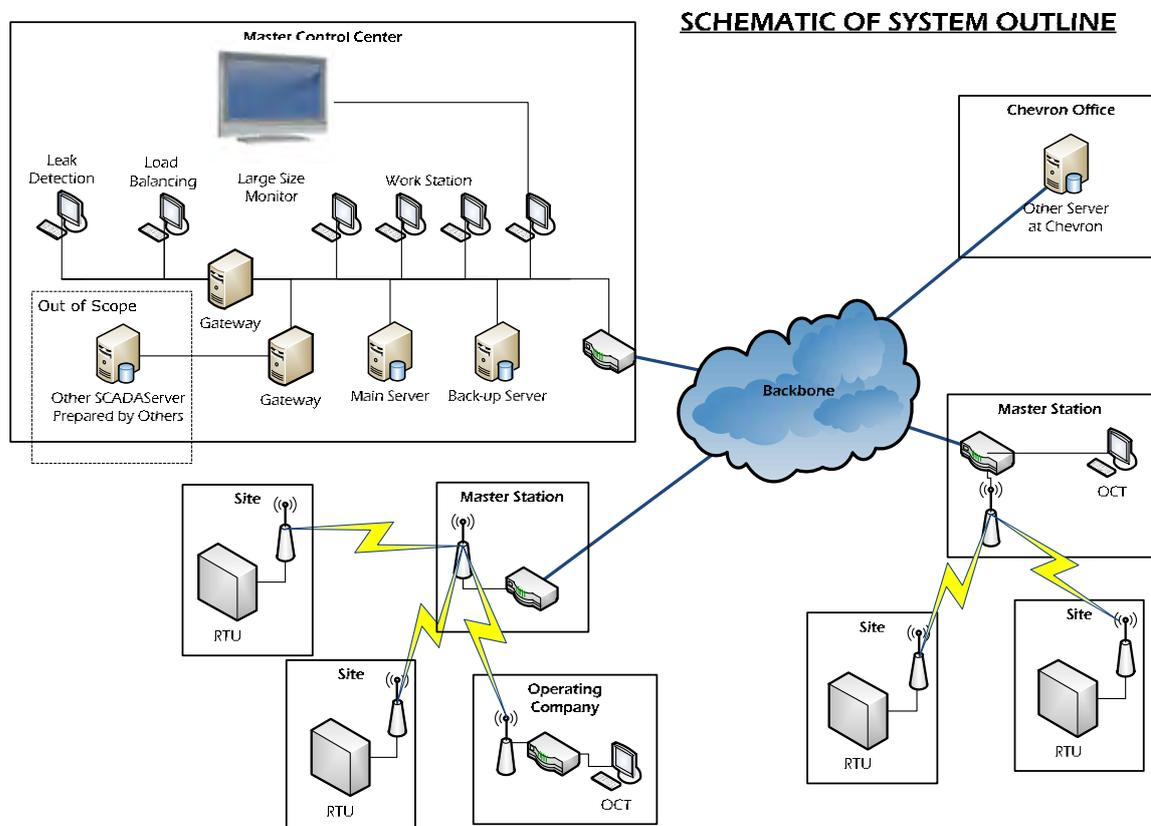 SCHEMATIC OF SYSTEM OUTLINE
Master Control Center
Leak
Detection
Load
Balancing
Large Size
Monitor
Work Station
Gateway
Out of Scope
Other SCADAServer
Prepared by Others
Gateway
Main Server
Back-up Server
Chevron Office
Other Server
at Chevron
Backbone
Master Station
OCT
Site
RTU
Master Station
Site
RTU
Operating
Company
OCT
Site
RTU
Site
RTU